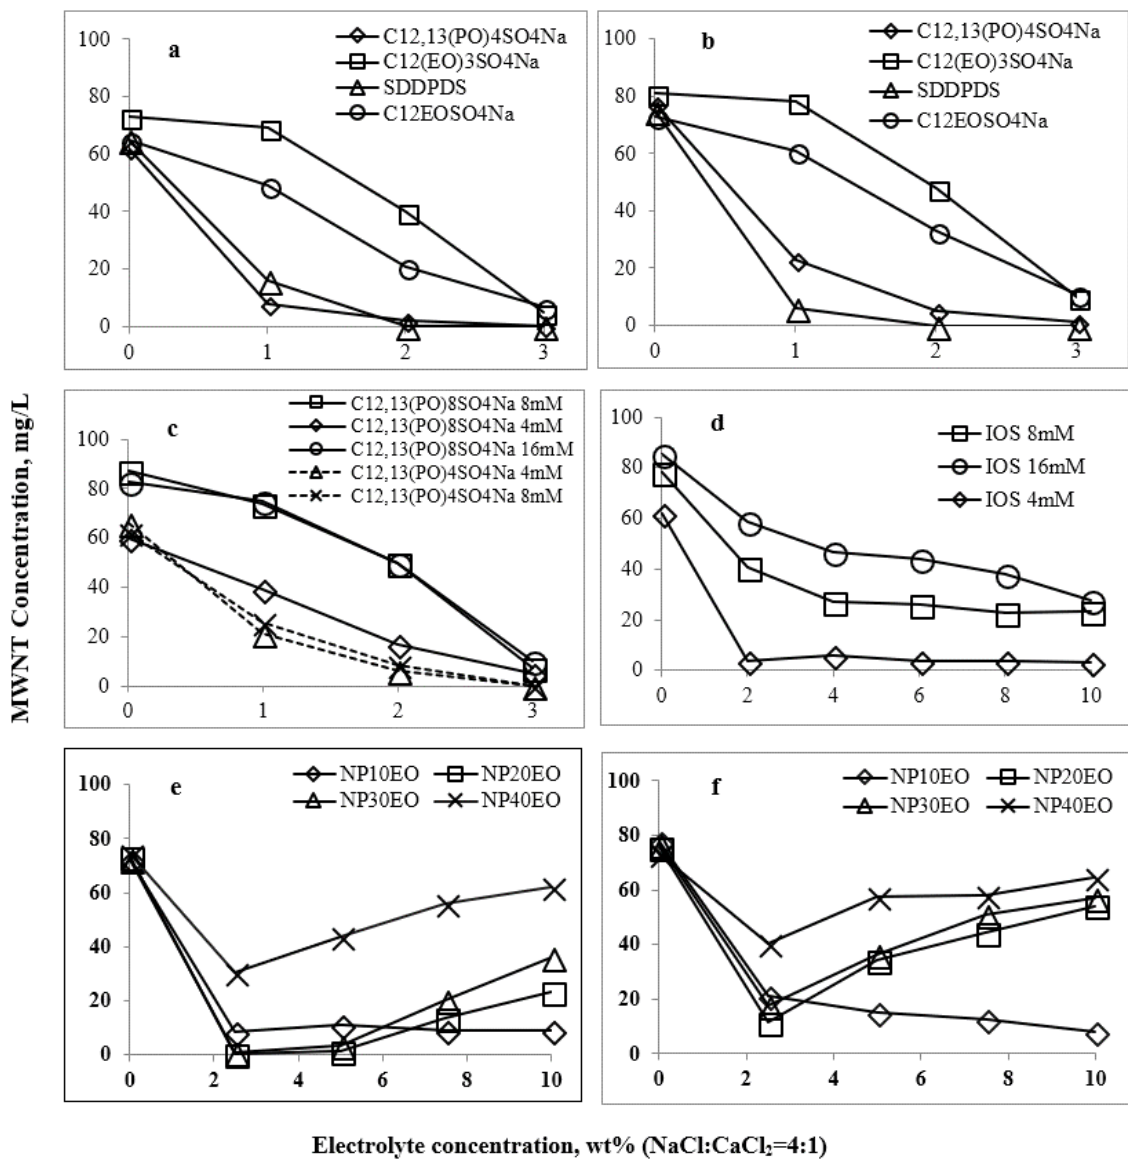 a
C12,13(PO)4SO4Na
C12(EO)3SO4Na
SDDPDS
C12EOSO4Na
100
80
60
40
20
0
0 1 2 3
b
C12,13(PO)4SO4Na
C12(EO)3SO4Na
SDDPDS
C12EOSO4Na
100
80
60
40
20
0
0 1 2 3
MWNT Concentration, mg/L
c
C12,13(PO)8SO4Na 8mM
C12,13(PO)8SO4Na 4mM
C12,13(PO)8SO4Na 16mM
C12,13(PO)4SO4Na 4mM
C12,13(PO)4SO4Na 8mM
100
80
60
40
20
0
0 1 2 3
d
IOS 8mM
IOS 16mM
IOS 4mM
100
80
60
40
20
0
0 2 4 6 8 10
e
NP10EO NP20EO
NP30EO NP40EO
100
80
60
40
20
0
0 2 4 6 8 10
f
NP10EO NP20EO
NP30EO NP40EO
100
80
60
40
20
0
0 2 4 6 8 10
Electrolyte concentration, wt% (NaCl:CaCl₂=4:1)